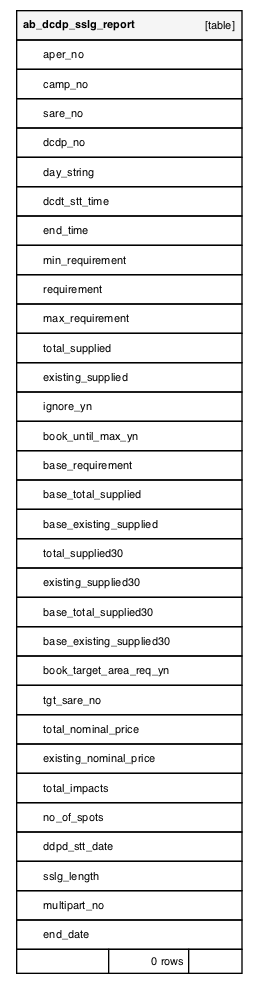 ab_dcdp_sslg_report [table]
aper_no
camp_no
sare_no
dcdp_no
day_string
dcdt_stt_time
end_time
min_requirement
requirement
max_requirement
total_supplied
existing_supplied
ignore_yn
book_until_max_yn
base_requirement
base_total_supplied
base_existing_supplied
total_supplied30
existing_supplied30
base_total_supplied30
base_existing_supplied30
book_target_area_req_yn
tgt_sare_no
total_nominal_price
existing_nominal_price
total_impacts
no_of_spots
ddpd_stt_date
sslg_length
multipart_no
end_date
0 rows